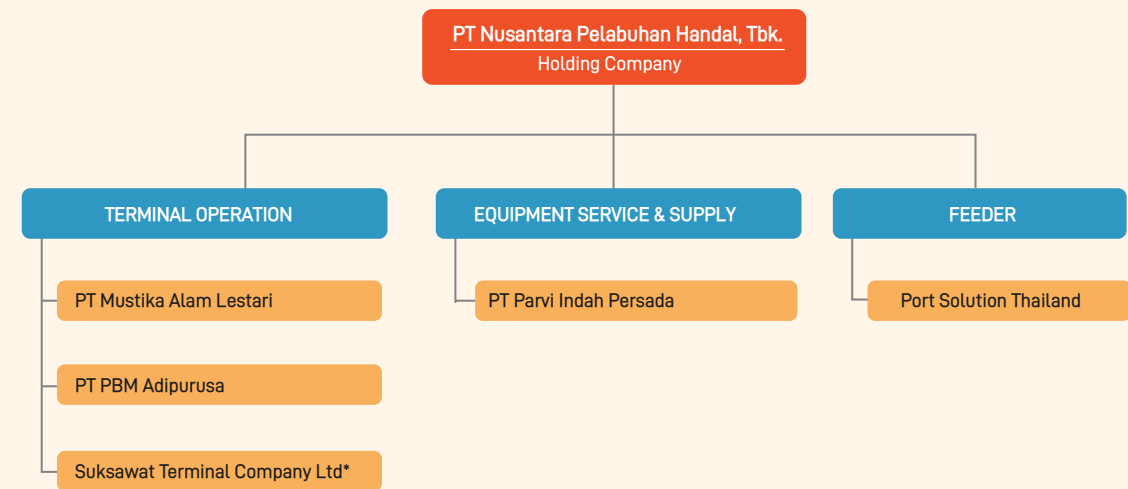 PT Nusantara Pelabuhan Handal, Tbk.
Holding Company
TERMINAL OPERATION
EQUIPMENT SERVICE & SUPPLY
FEEDER
PT Mustika Alam Lestari
PT Parvi Indah Persada
Port Solution Thailand
PT PBM Adipurusa
Suksawat Terminal Company Ltd*